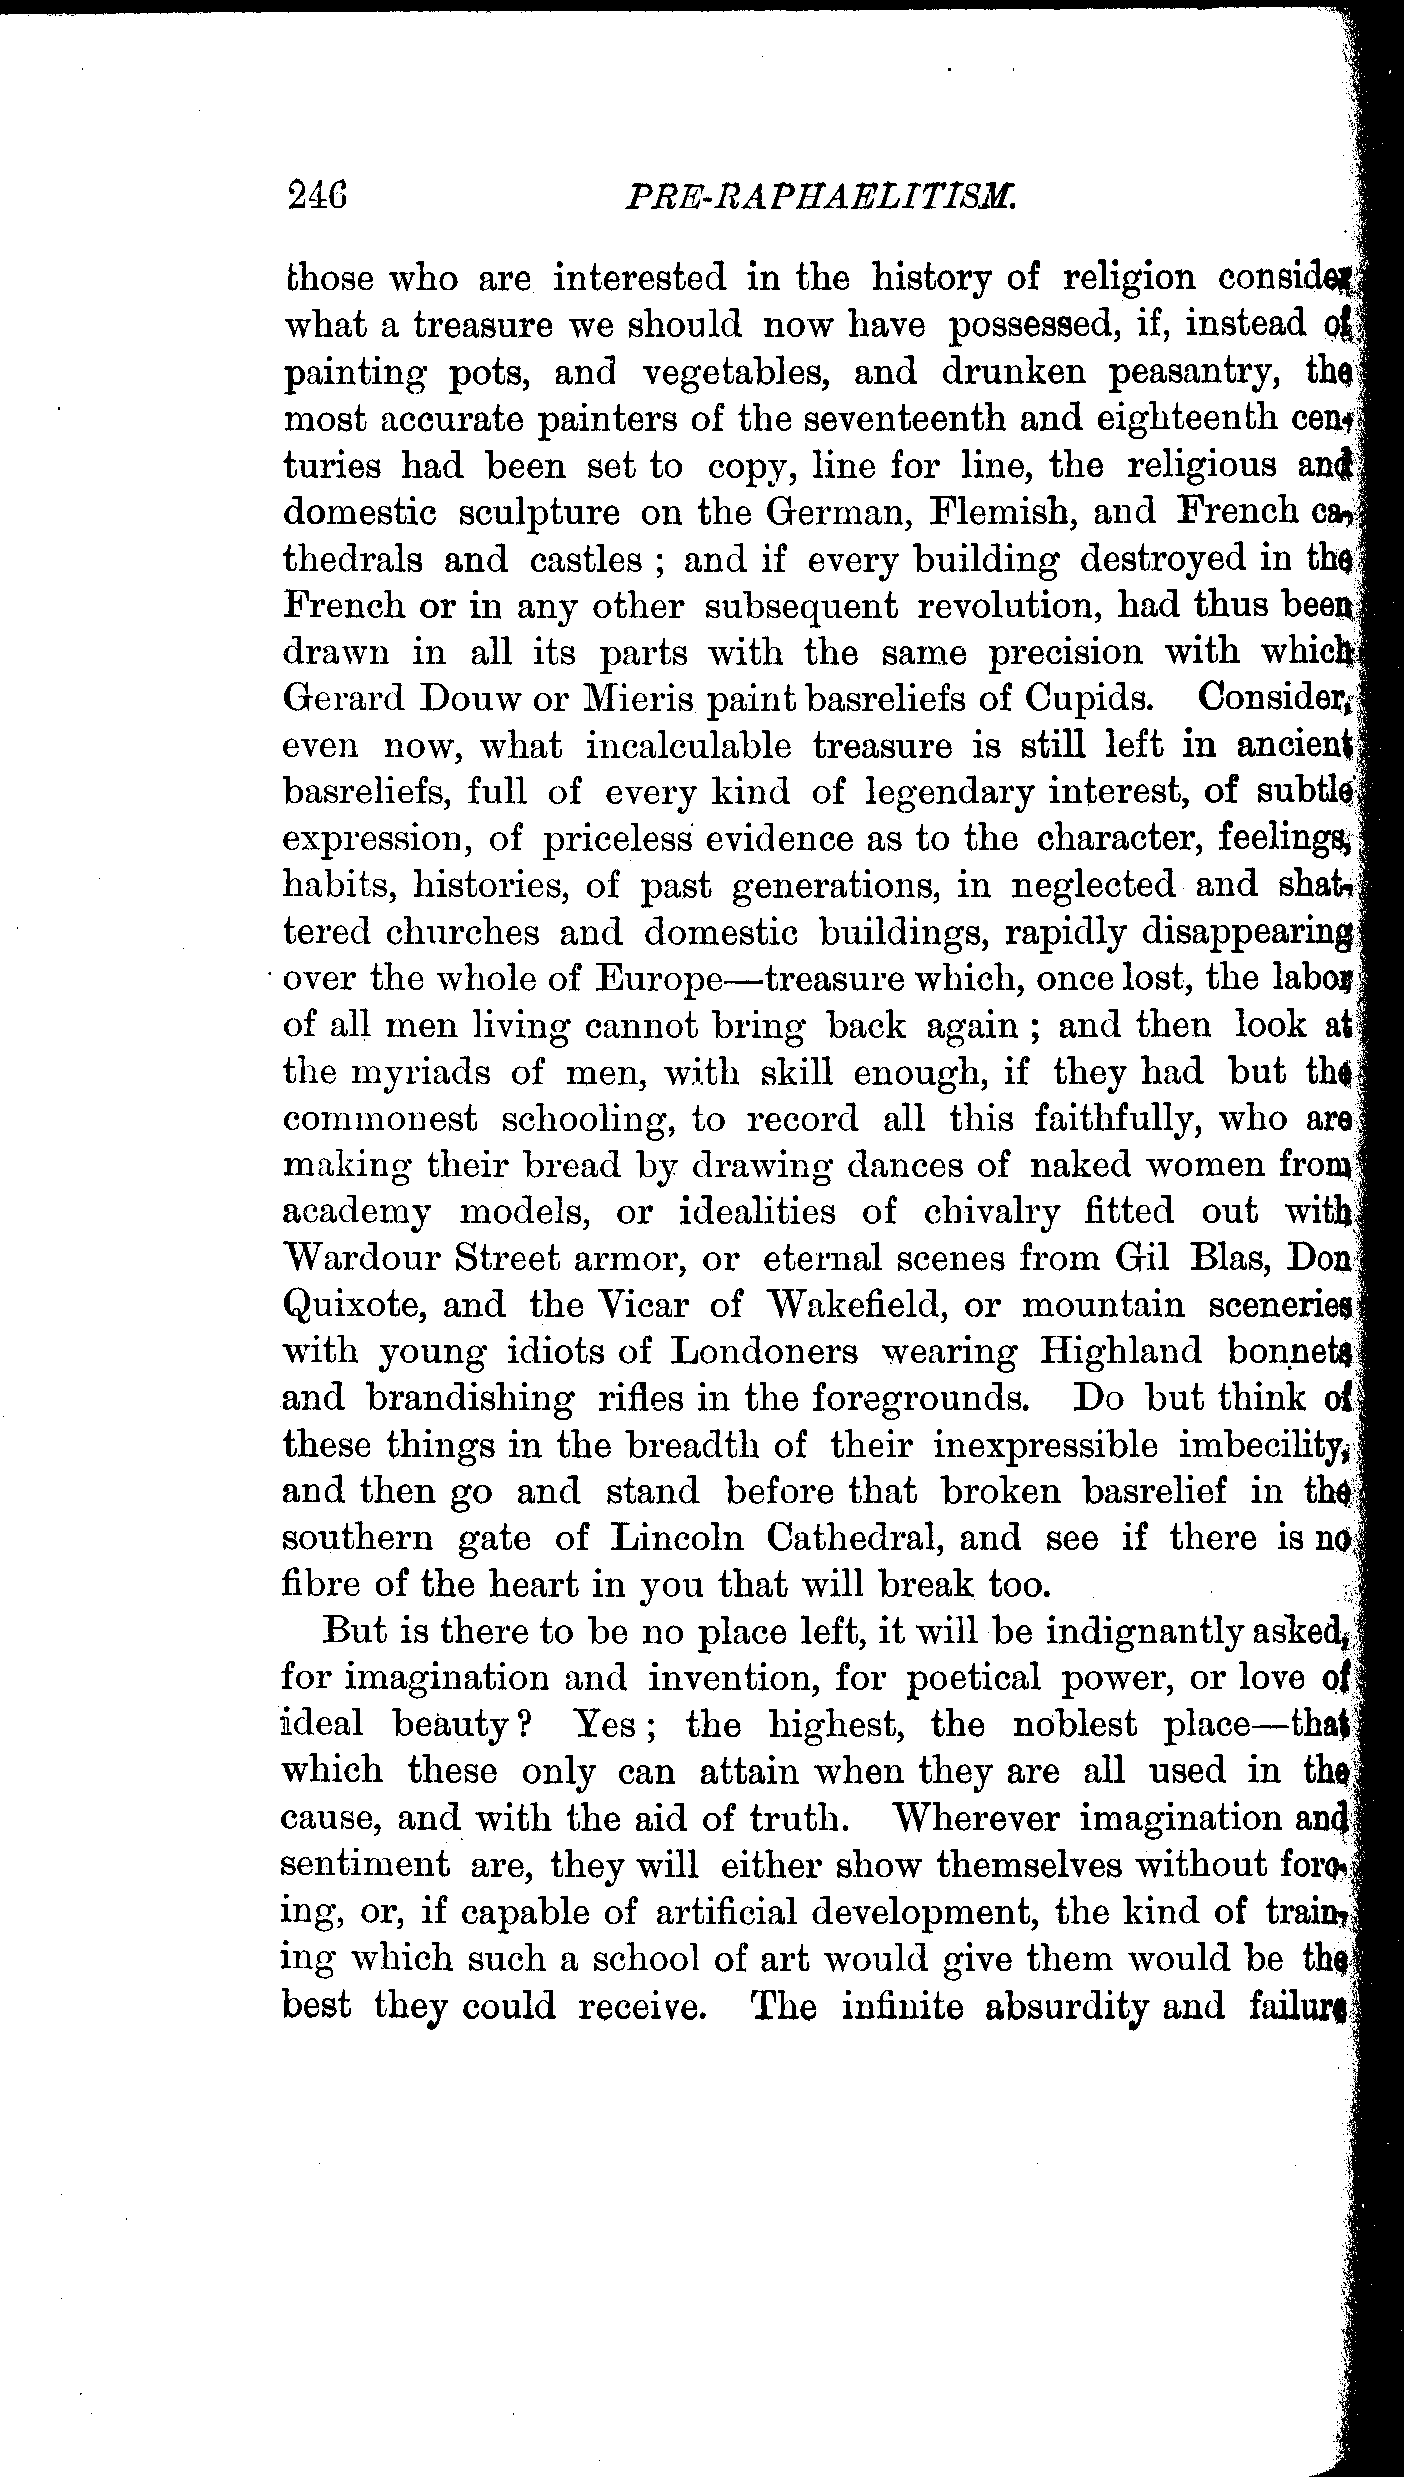 246 PRE-RAPHAELITISM.
those who are interested in the history of religion consider
what a treasure we should now have possessed, if, instead of
painting pots, and vegetables, and drunken peasantry, the
most accurate painters of the seventeenth and eighteenth cen-
turies had been set to copy, line for line, the religious and
domestic sculpture on the German, Flemish, and French ca-
thedrals and castles ; and if every building destroyed in the
French or in any other subsequent revolution, had thus been
drawn in all its parts with the same precision with which
Gerard Douw or Mieris paint basreliefs of Cupids. Consider,
even now, what incalculable treasure is still left in ancient
basreliefs, full of every kind of legendary interest, of subtle
expression, of priceless evidence as to the character, feelings,
habits, histories, of past generations, in neglected and shat-
tered churches and domestic buildings, rapidly disappearing
over the whole of Europe—treasure which, once lost, the labor
of all men living cannot bring back again ; and then look at
the myriads of men, with skill enough, if they had but the
commonest schooling, to record all this faithfully, who are
making their bread by drawing dances of naked women from
academy models, or idealities of chivalry fitted out with
Wardour Street armor, or eternal scenes from Gil Blas, Don
Quixote, and the Vicar of Wakefield, or mountain sceneries
with young idiots of Londoners wearing Highland bonnets
and brandishing rifles in the foregrounds. Do but think of
these things in the breadth of their inexpressible imbecility,
and then go and stand before that broken basrelief in the
southern gate of Lincoln Cathedral, and see if there is no
fibre of the heart in you that will break too.
But is there to be no place left, it will be indignantly asked,
for imagination and invention, for poetical power, or love of
ideal beauty? Yes ; the highest, the noblest place—that
which these only can attain when they are all used in the
cause, and with the aid of truth. Wherever imagination and
sentiment are, they will either show themselves without forc-
ing, or, if capable of artificial development, the kind of train-
ing which such a school of art would give them would be the
best they could receive. The infinite absurdity and failure